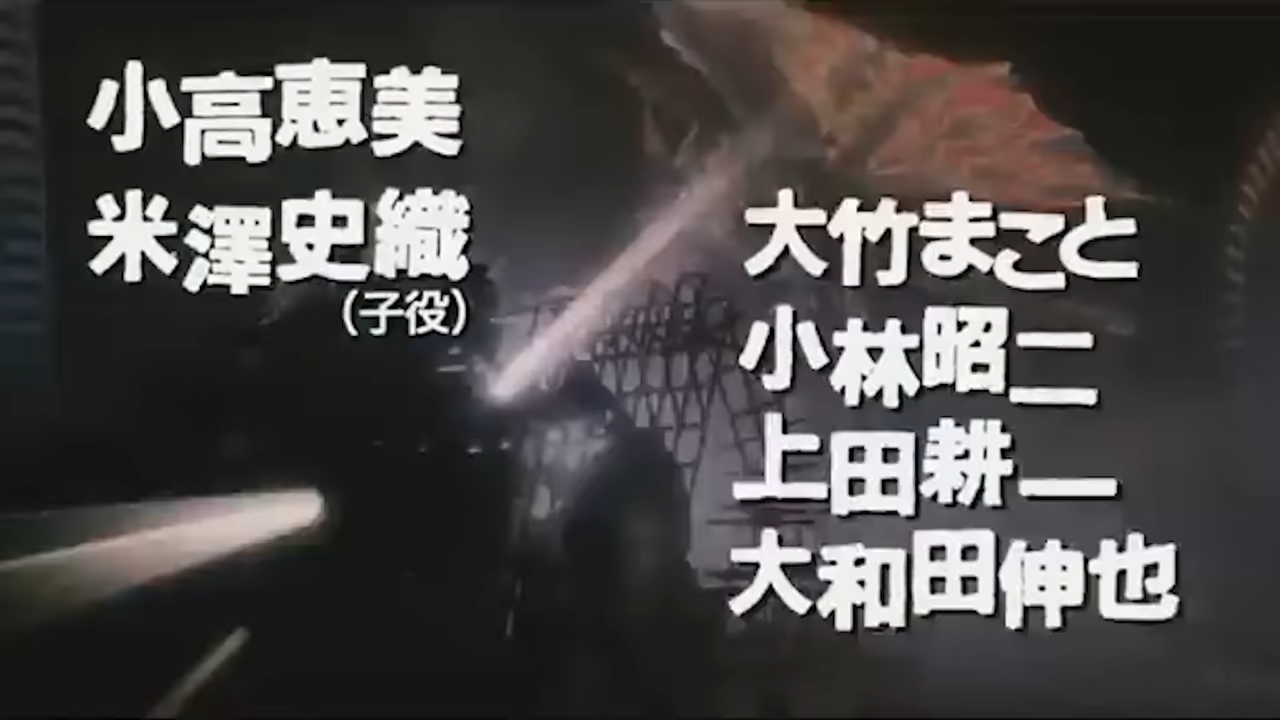 小高恵美
米澤史織
(子役)
大竹まこと
小林昭二
上田耕一
大和田伸也